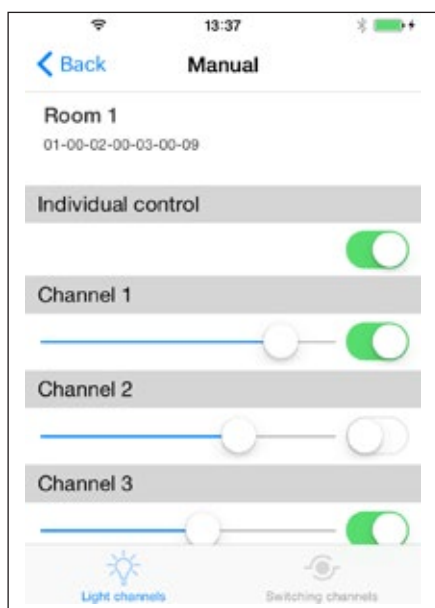 13:37
Back
Manual
Room 1
01-00-02-00-03-00-09
Individual control
Channel 1
Channel 2
Channel 3
Light channels
Switching channels